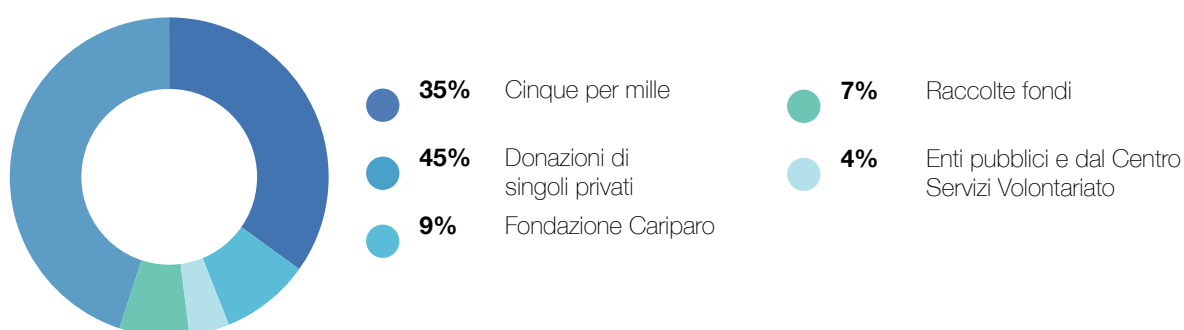 35% Cinque per mille
45% Donazioni di
singoli privati
9% Fondazione Cariparo
7% Raccolte fondi
4% Enti pubblici e dal Centro
Servizi Volontariato